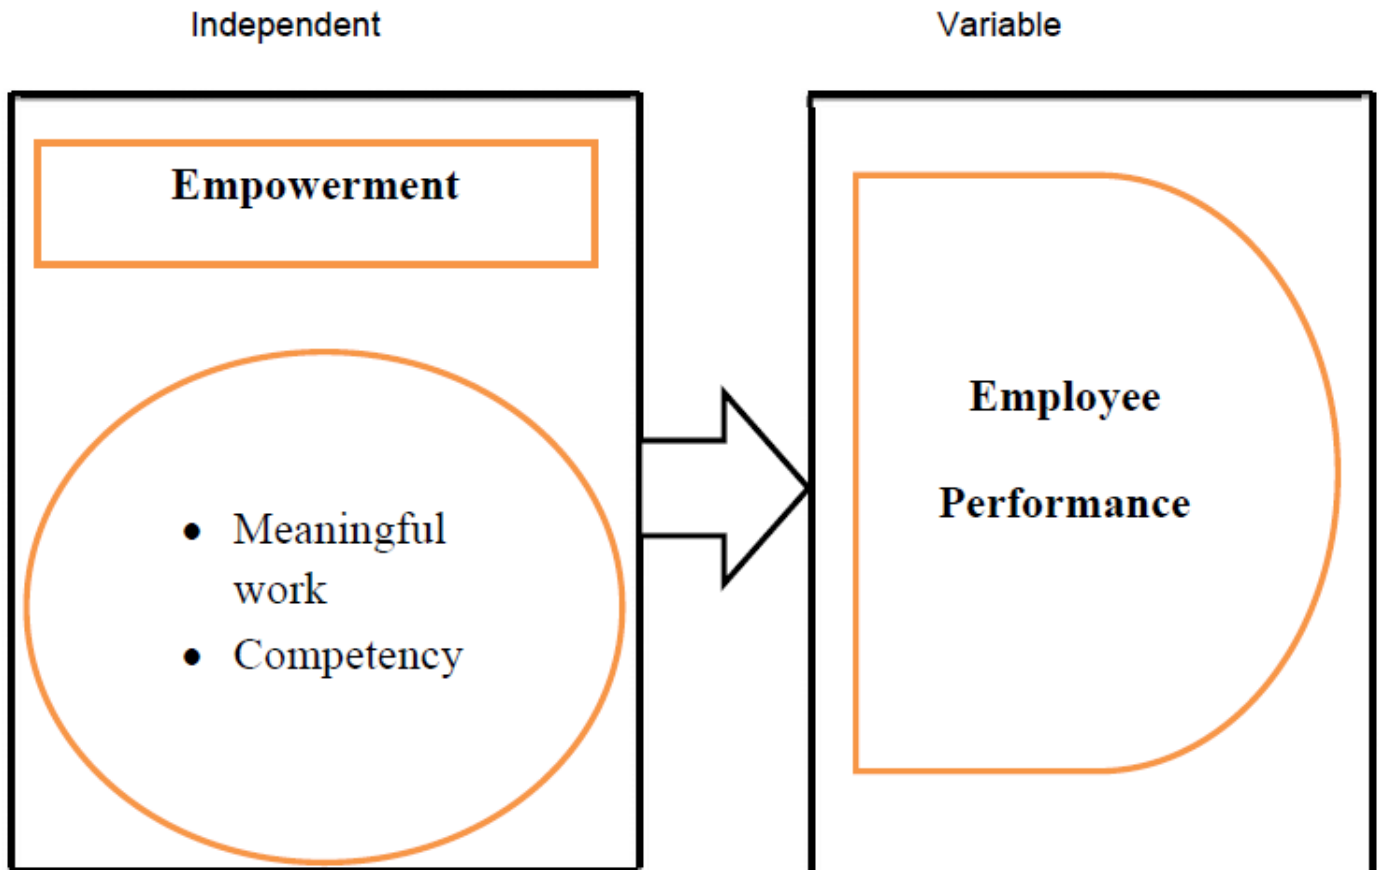 Independent
Variable
Empowerment
• Meaningful
work
• Competency
Employee
Performance